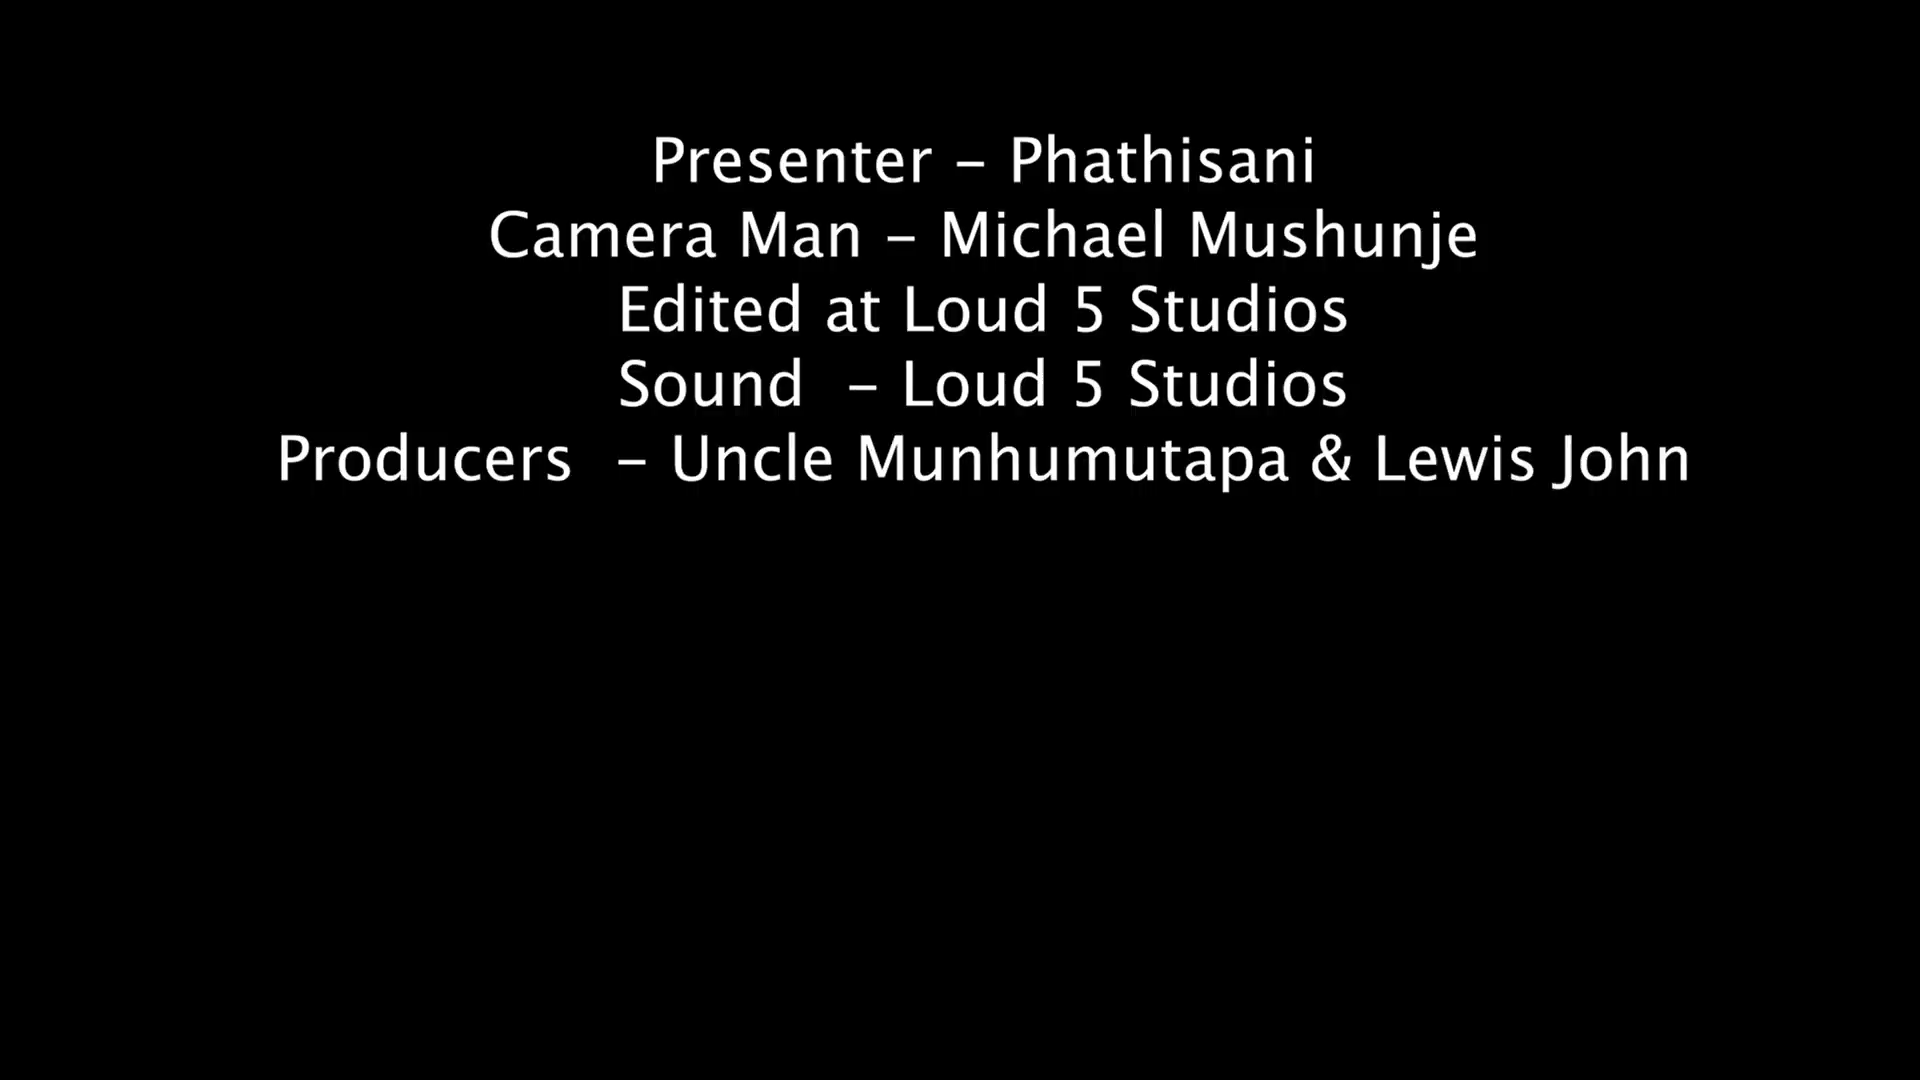 Presenter - Phathisani
Camera Man - Michael Mushunje
Edited at Loud 5 Studios
Sound  - Loud 5 Studios
Producers  - Uncle Munhumutapa & Lewis John